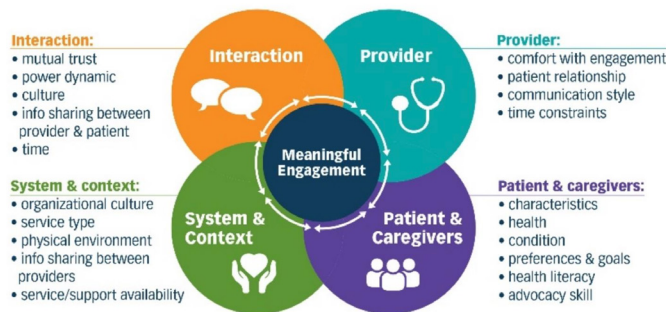 Interaction:
• mutual trust
• power dynamic
• culture
• info sharing between
provider & patient
• time
Interaction
Provider
Provider:
• comfort with engagement
• patient relationship
• communication style
• time constraints
Meaningful
Engagement
System & context:
• organizational culture
• service type
• physical environment
• info sharing between
providers
• service/support availability
System &
Context
Patient &
Caregivers
Patient & caregivers:
• characteristics
• health
• condition
• preferences & goals
• health literacy
• advocacy skill